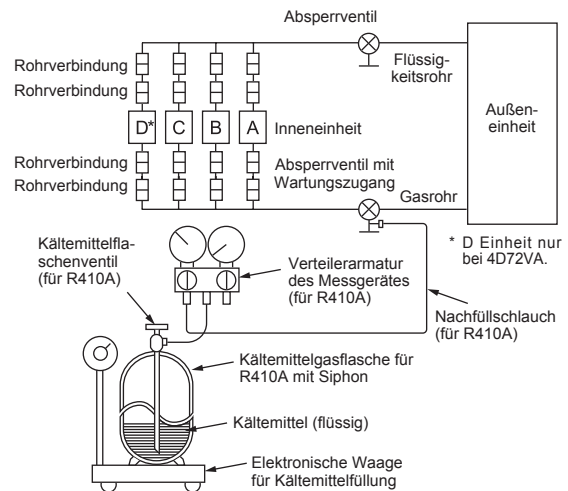 Absperrventil
Rohrverbindung
Rohrverbindung
Flüssig-
keitsrohr
Außen-
einheit
D*
C
B
A
Inneneinheit
Rohrverbindung
Rohrverbindung
Absperrventil mit
Wartungszugang
Gasrohr
* D Einheit nur
bei 4D72VA.
Kältemittelfla-
schenventil
(für R410A)
Verteilerarmatur
des Messgerätes
(für R410A)
Nachfüllschlauch
(für R410A)
Kältemittelgasflasche für
R410A mit Siphon
Kältemittel (flüssig)
Elektronische Waage
für Kältemittelfüllung